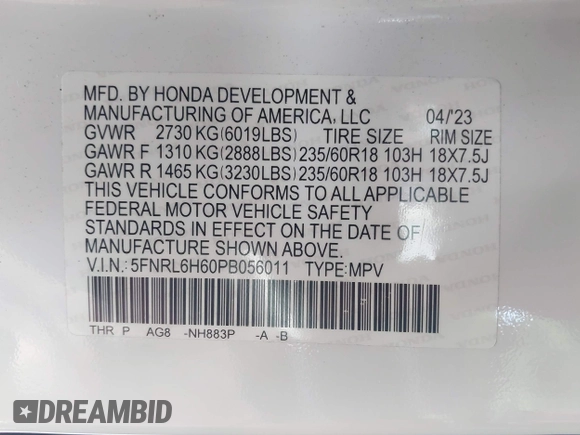 MFD. BY HONDA DEVELOPMENT &
MANUFACTURING OF AMERICA, LLC 04/'23
GVWR 2730 KG(6019LBS) TIRE SIZE RIM SIZE
GAWR F 1310 KG(2888LBS) 235/60R18 103H 18X7.5J
GAWR R 1465 KG(3230LBS) 235/60R18 103H 18X7.5J
THIS VEHICLE CONFORMS TO ALL APPLICABLE
FEDERAL MOTOR VEHICLE SAFETY
STANDARDS IN EFFECT ON THE DATE OF
MANUFACTURE SHOWN ABOVE.
V.I.N.: 5FNRL6H60PB056011 TYPE:MPV
THR P AG8 -NH883P -A -B
DREAMBID